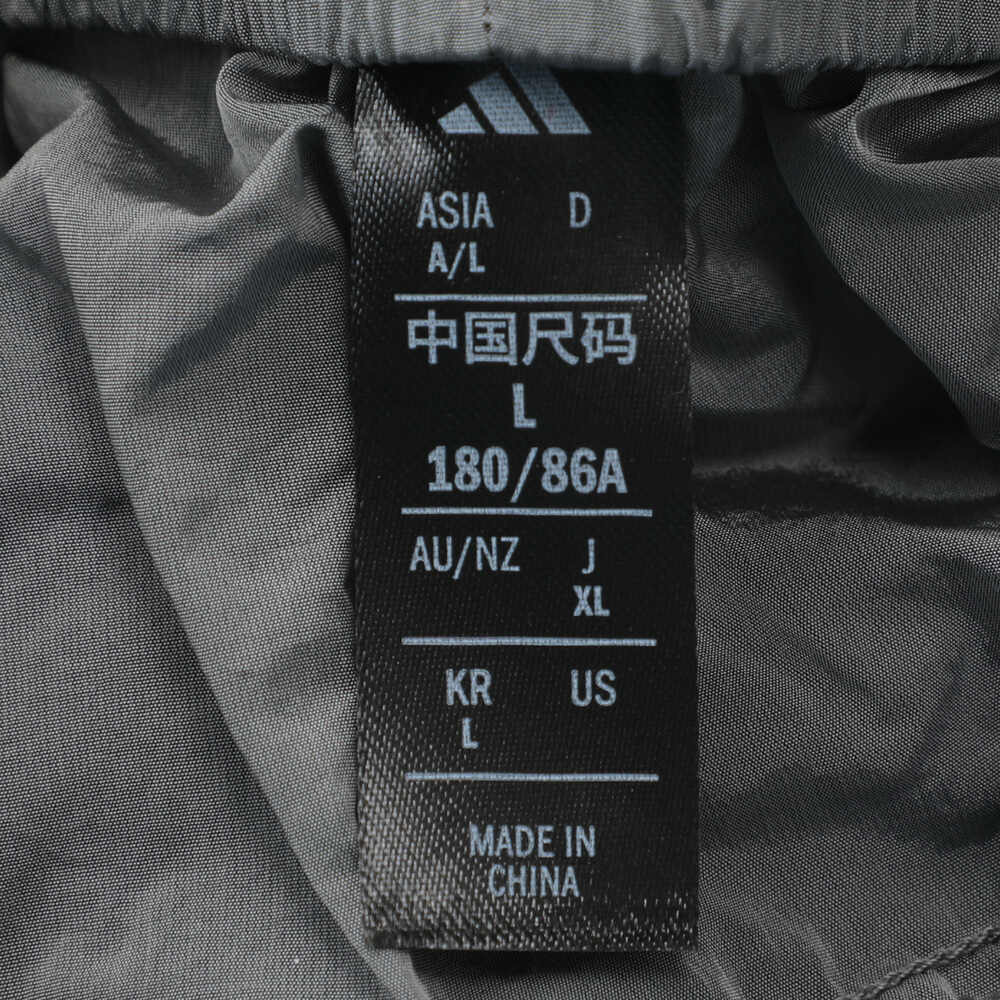 ASIA D
A/L
中国尺码
L
180/86A
AU/NZ J
XL
KR US
L
MADE IN
CHINA